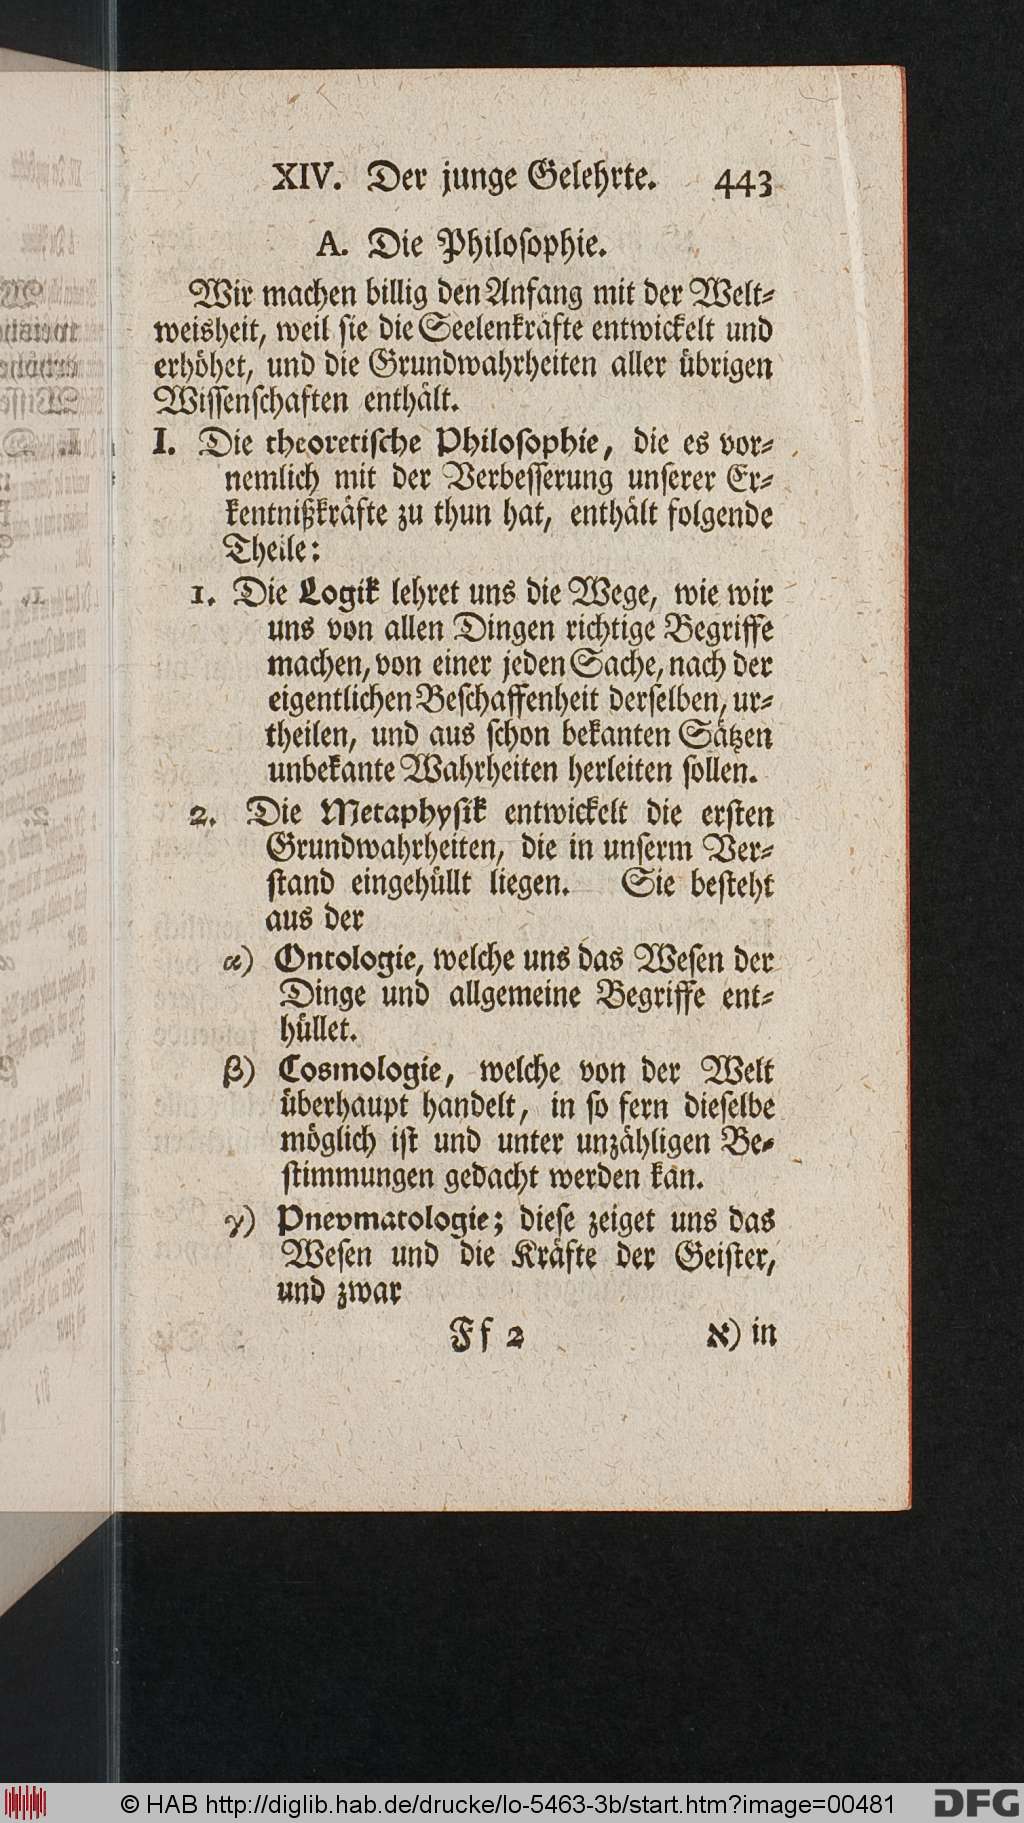 XIV. Der junge Gelehrte. 443
A. Die Philoſophie.
Wir machen billig den Anfang mit der Welt-
weisheit, weil ſie die Seelenkräfte entwickelt und
erhöhet, und die Grundwahrheiten aller übrigen
Wiſſenſchaften enthält.
I. Die theoretiſche Philoſophie, die es vor-
nemlich mit der Verbeſſerung unſerer Er-
kentnißkräfte zu thun hat, enthält folgende
Theile:
1. Die Logik lehret uns die Wege, wie wir
uns von allen Dingen richtige Begriffe
machen, von einer jeden Sache, nach der
eigentlichen Beſchaffenheit derſelben, ur-
theilen, und aus ſchon bekanten Sätzen
unbekante Wahrheiten herleiten ſollen.
2. Die Metaphyſik entwickelt die erſten
Grundwahrheiten, die in unſerm Ver-
ſtand eingehüllt liegen. Sie beſteht
aus der
α) Ontologie, welche uns das Weſen der
Dinge und allgemeine Begriffe ent-
hüllet.
β) Cosmologie, welche von der Welt
überhaupt handelt, in ſo fern dieſelbe
möglich iſt und unter unzähligen Be-
ſtimmungen gedacht werden kan.
γ) Pnevmatologie; dieſe zeiget uns das
Weſen und die Kräfte der Geiſter,
und zwar
Ff 2 א) in
© HAB http://diglib.hab.de/drucke/lo-5463-3b/start.htm?image=00481 DFG